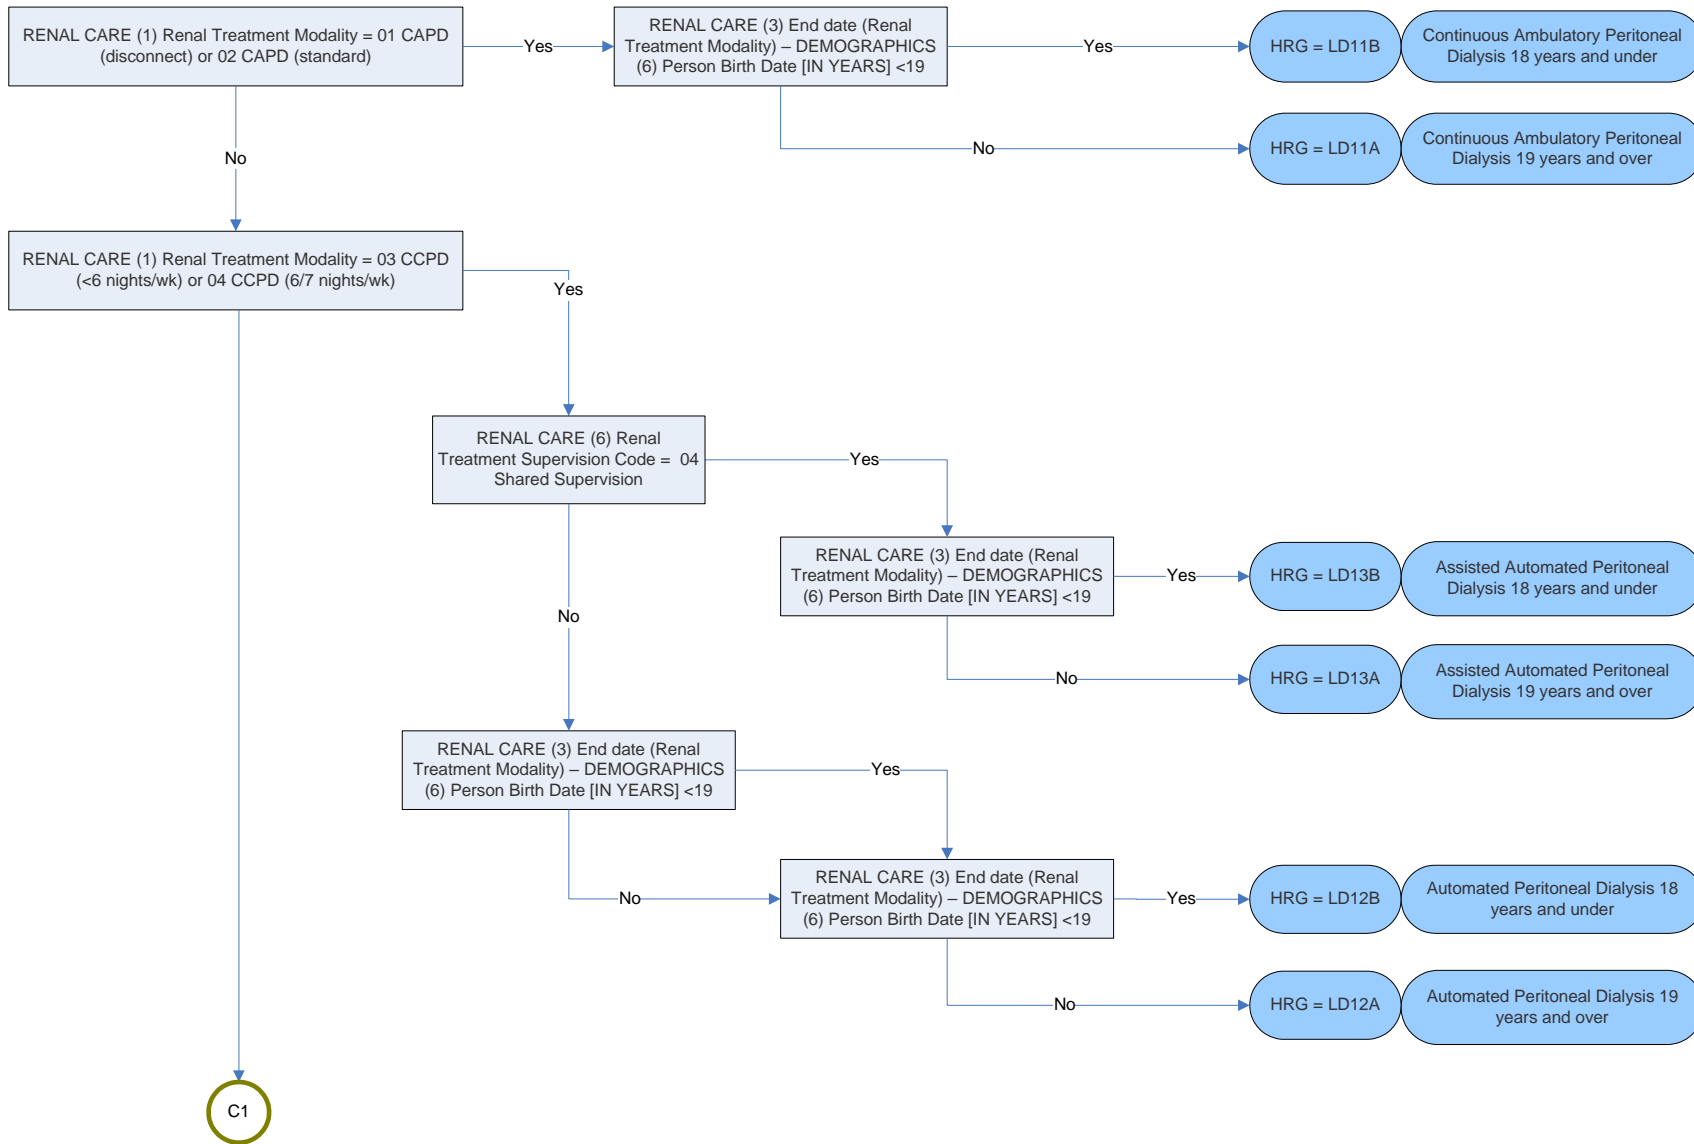 RENAL CARE (1) Renal Treatment Modality = 01 CAPD
(disconnect) or 02 CAPD (standard)
Yes
RENAL CARE (3) End date (Renal
Treatment Modality) – DEMOGRAPHICS
(6) Person Birth Date [IN YEARS] <19
Yes
HRG = LD11B
Continuous Ambulatory Peritoneal
Dialysis 18 years and under
No
HRG = LD11A
Continuous Ambulatory Peritoneal
Dialysis 19 years and over
No
RENAL CARE (1) Renal Treatment Modality = 03 CCPD
(<6 nights/wk) or 04 CCPD (6/7 nights/wk)
Yes
RENAL CARE (6) Renal
Treatment Supervision Code =  04
Shared Supervision
Yes
RENAL CARE (3) End date (Renal
Treatment Modality) – DEMOGRAPHICS
(6) Person Birth Date [IN YEARS] <19
Yes
HRG = LD13B
Assisted Automated Peritoneal
Dialysis 18 years and under
No
No
HRG = LD13A
Assisted Automated Peritoneal
Dialysis 19 years and over
RENAL CARE (3) End date (Renal
Treatment Modality) – DEMOGRAPHICS
(6) Person Birth Date [IN YEARS] <19
Yes
No
RENAL CARE (3) End date (Renal
Treatment Modality) – DEMOGRAPHICS
(6) Person Birth Date [IN YEARS] <19
Yes
HRG = LD12B
Automated Peritoneal Dialysis 18
years and under
No
HRG = LD12A
Automated Peritoneal Dialysis 19
years and over
C1